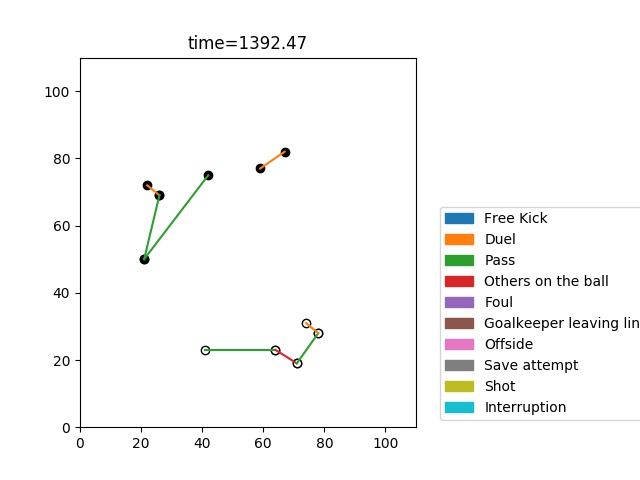 time=1392.47
100
80
60
40
20
0
0 20 40 60 80 100
Free Kick
Duel
Pass
Others on the ball
Foul
Goalkeeper leaving lin
Offside
Save attempt
Shot
Interruption